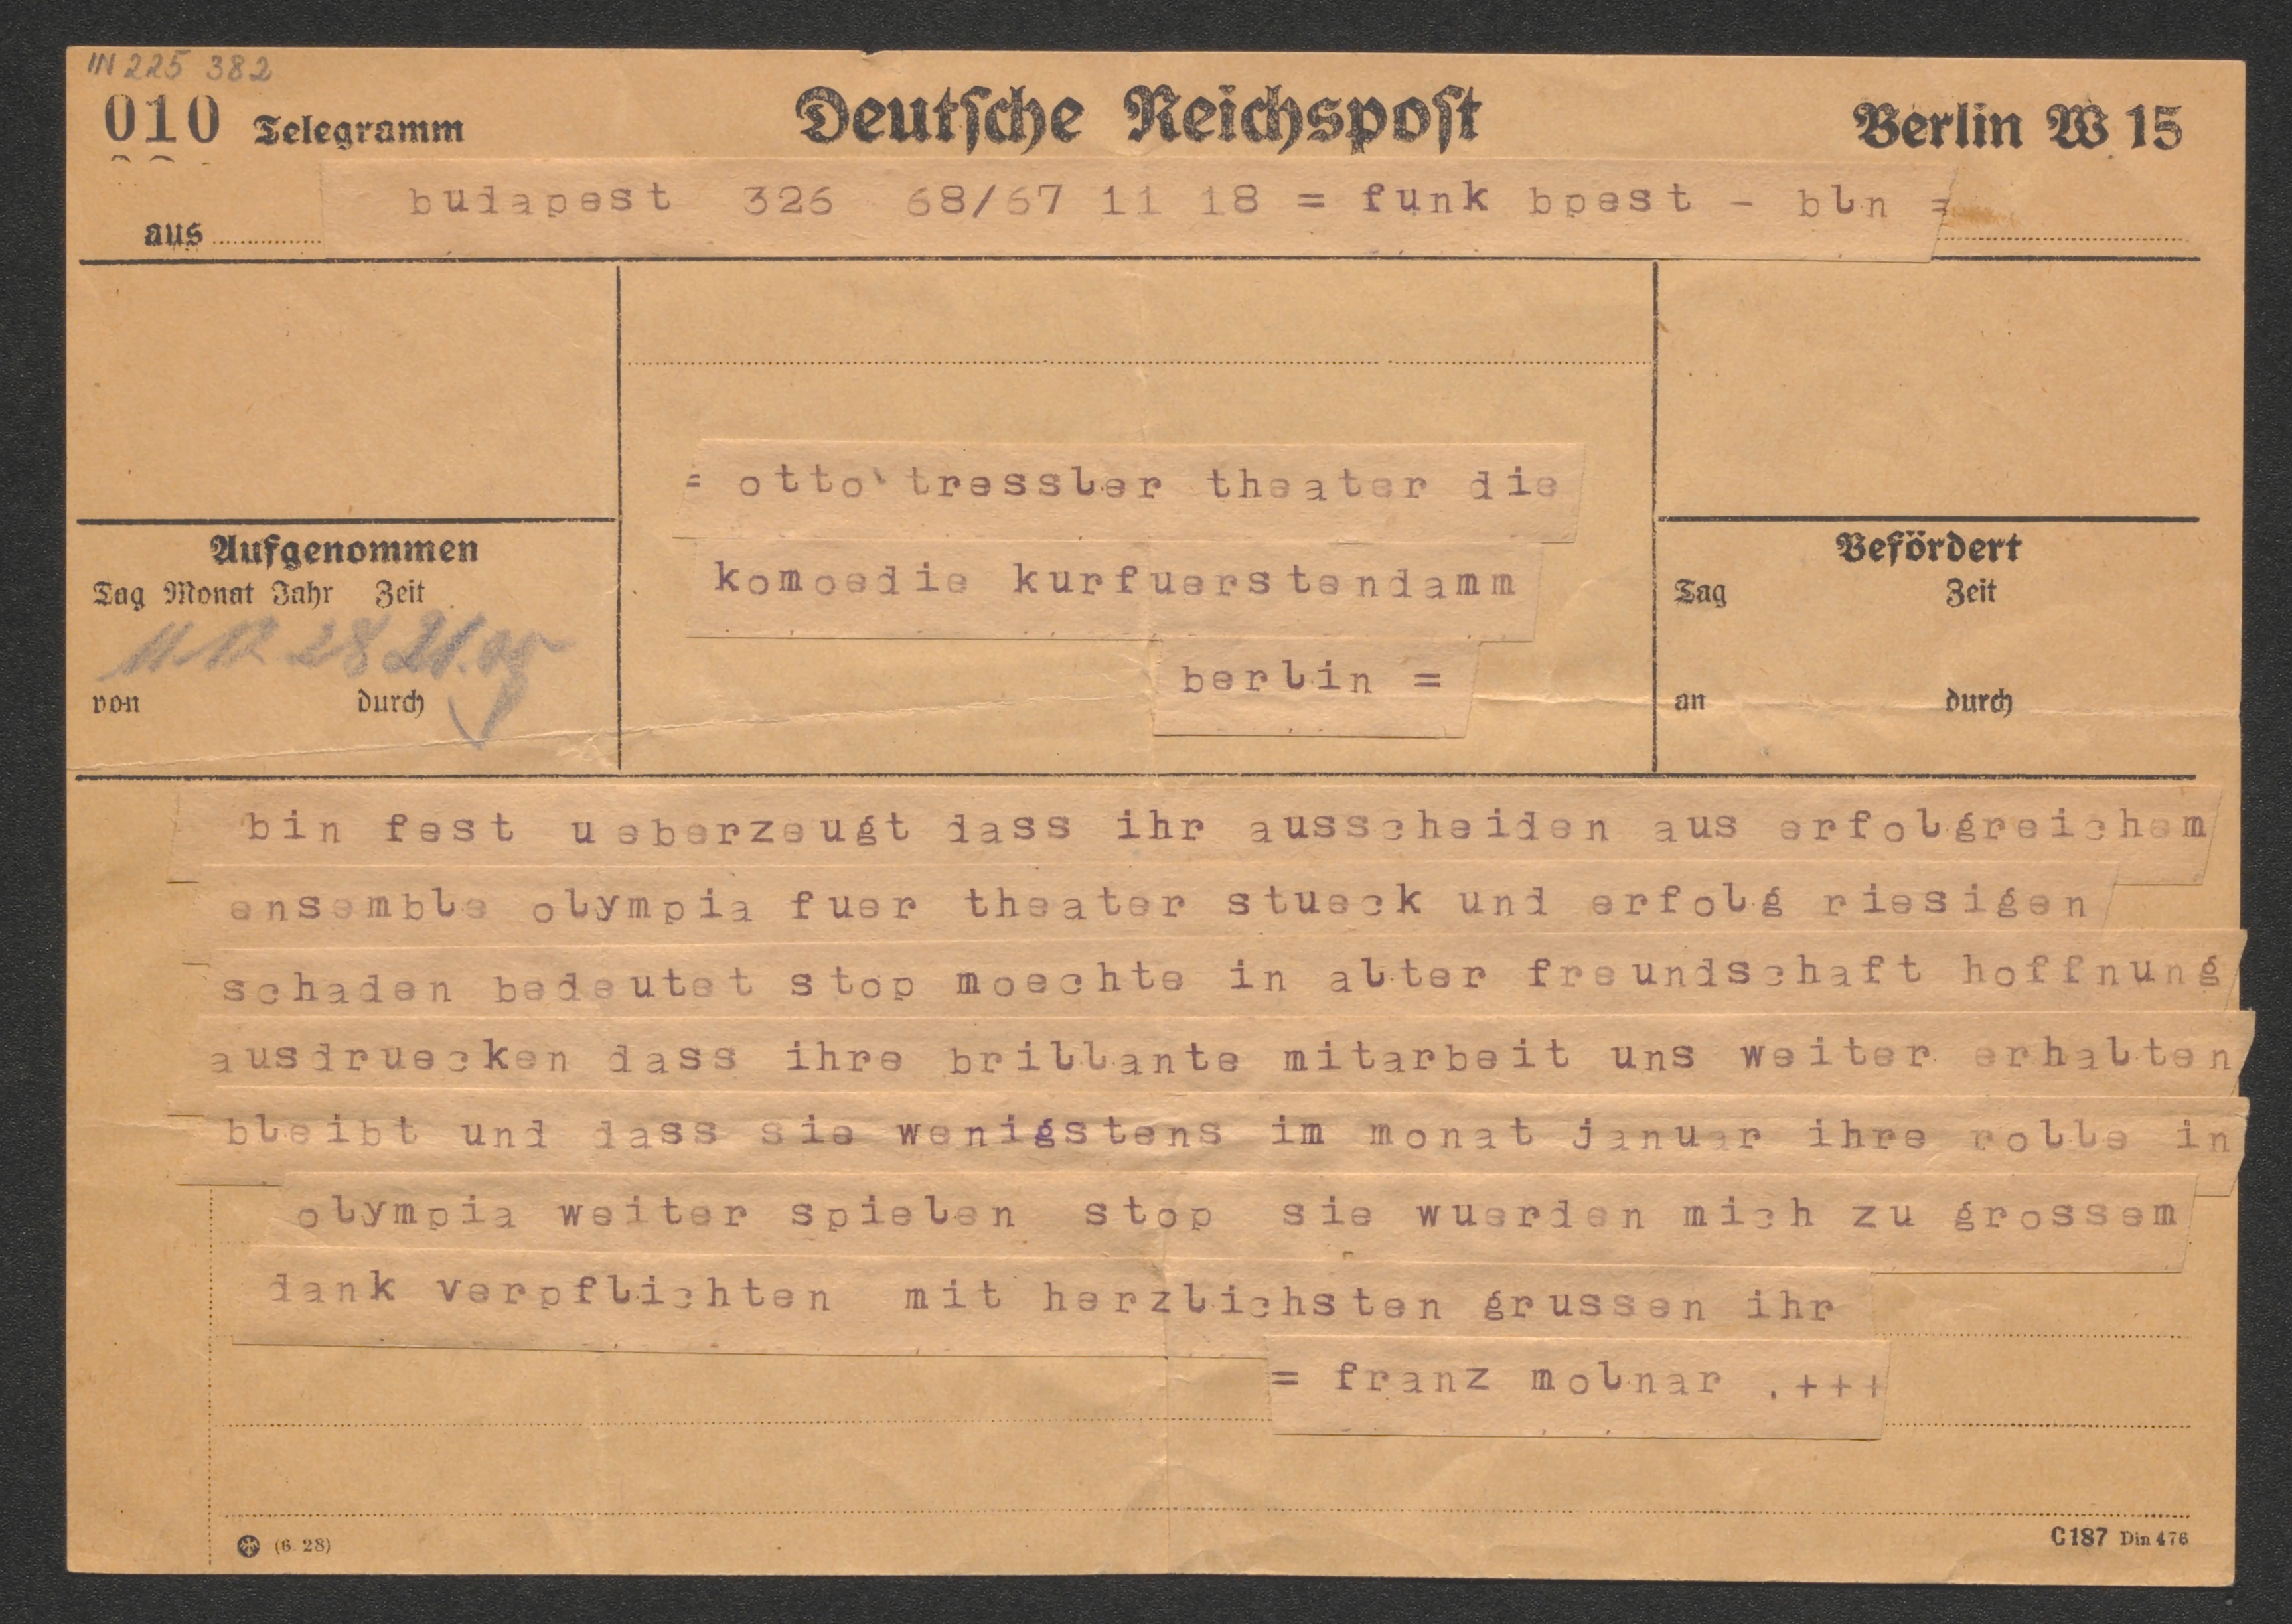 IN 225 382
010 Telegramm Deutsche Reichspost Berlin W 15
aus budapest 326 68/67 11 18 = funk bpest - bln =
= otto tressler theater die
komoedie kurfuerstendamm
berlin =
Aufgenommen
Tag Monat Jahr Zeit
11 12 28 21.05
von durch
Befördert
Tag Zeit
an durch
bin fest ueberzeugt dass ihr ausscheiden aus erfolgreichem
ensemble olympia fuer theater stueck und erfolg riesigen
schaden bedeutet stop moechte in alter freundschaft hoffnung
ausdruecken dass ihre brillante mitarbeit uns weiter erhalten
bleibt und dass sie wenigstens im monat januar ihre rolle in
olympia weiter spielen stop sie wuerden mich zu grossem
dank verpflichten mit herzlichsten grussen ihr
= franz molnar .+++
(6. 28)
C187 Din 476